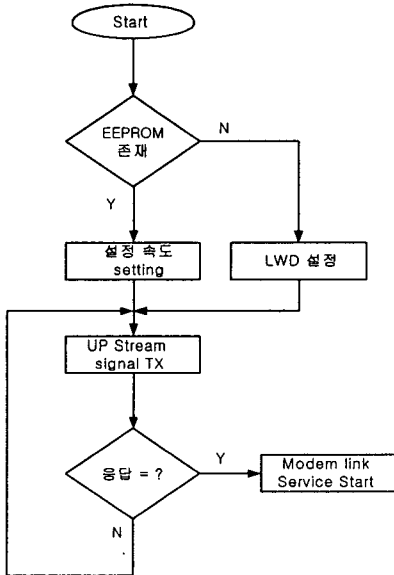 Start
EEPROM
존재
N
Y
설정 속도
setting
LWD 설정
UP Stream
signal TX
응답 = ?
Y
Modem link
Service Start
N